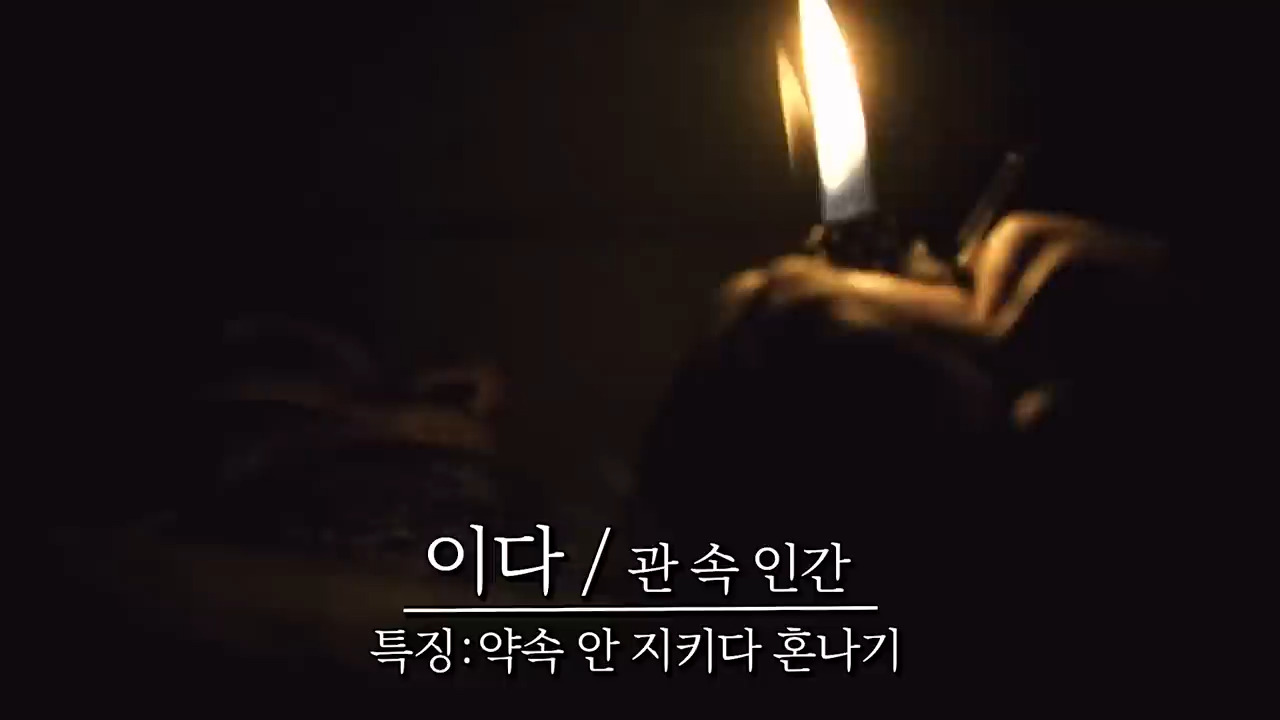 이다 / 관 속 인간
특징:약속 안 지키다 혼나기